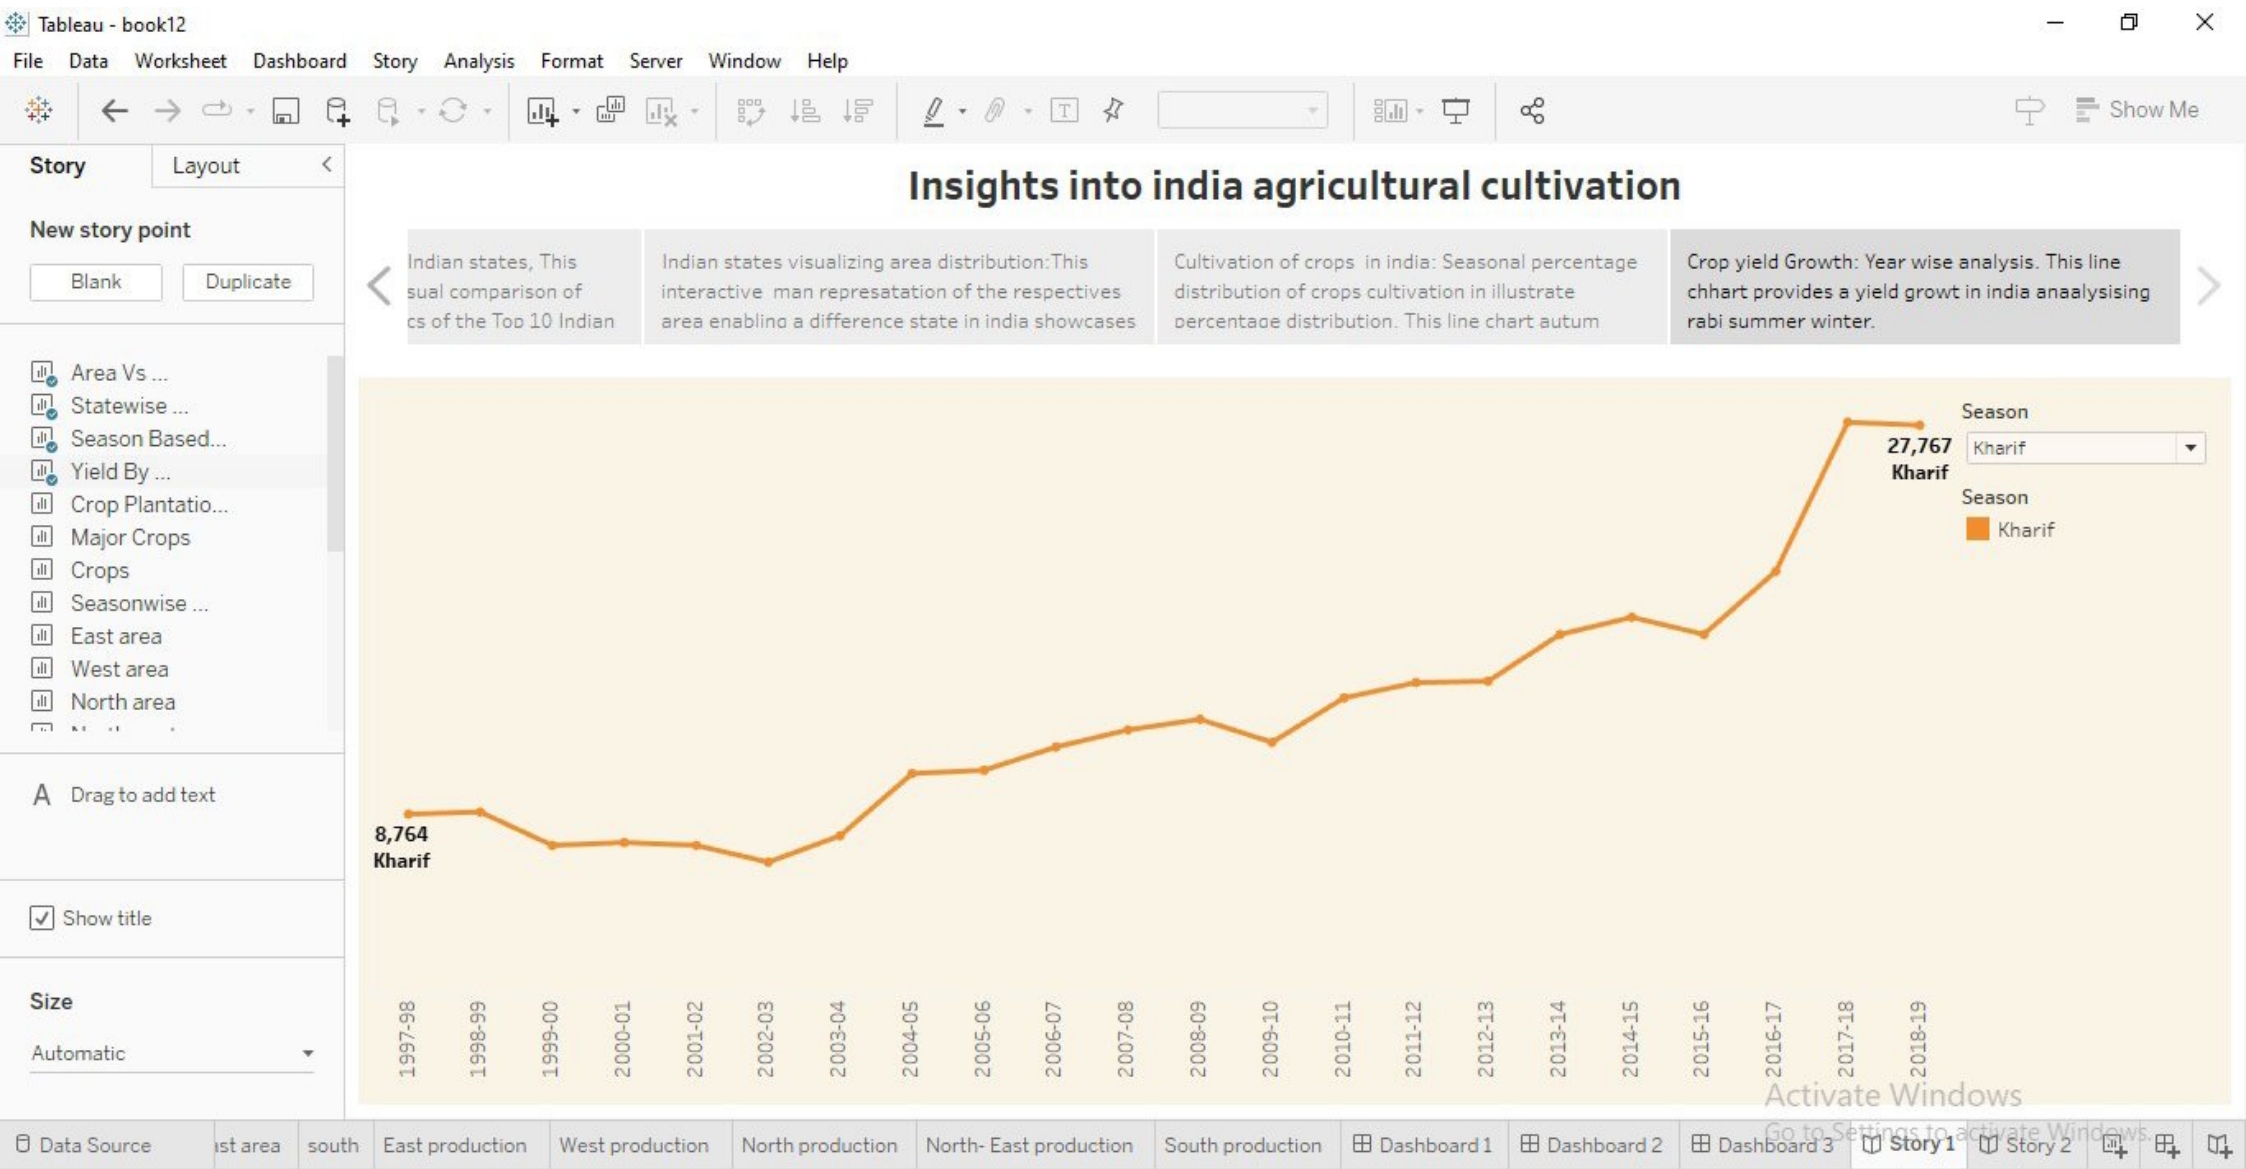 Tableau - book12
File Data Worksheet Dashboard Story Analysis Format Server Window Help
Show Me
Story Layout
New story point
Blank Duplicate
Area Vs ...
Statewise ...
Season Based...
Yield By ...
Crop Plantatio...
Major Crops
Crops
Seasonwise ...
East area
West area
North area
A Drag to add text
Show title
Size
Automatic
Insights into india agricultural cultivation
Indian states, This
sual comparison of
cs of the Top 10 Indian
Indian states visualizing area distribution:This
interactive man represatation of the respectives
area enabling a difference state in india showcases
Cultivation of crops in india: Seasonal percentage
distribution of crops cultivation in illustrate
percentage distribution. This line chart autum
Crop yield Growth: Year wise analysis. This line
chhart provides a yield growt in india anaalysising
rabi summer winter.
Season
Kharif
Season
Kharif
27,767
Kharif
8,764
Kharif
1997-98
1998-99
1999-00
2000-01
2001-02
2002-03
2003-04
2004-05
2005-06
2006-07
2007-08
2008-09
2009-10
2010-11
2011-12
2012-13
2013-14
2014-15
2015-16
2016-17
2017-18
2018-19
Activate Windows
Go to Settings to activate Windows.
Data Source ist area south East production West production North production North- East production South production Dashboard 1 Dashboard 2 Dashboard 3 Story 1 Story 2